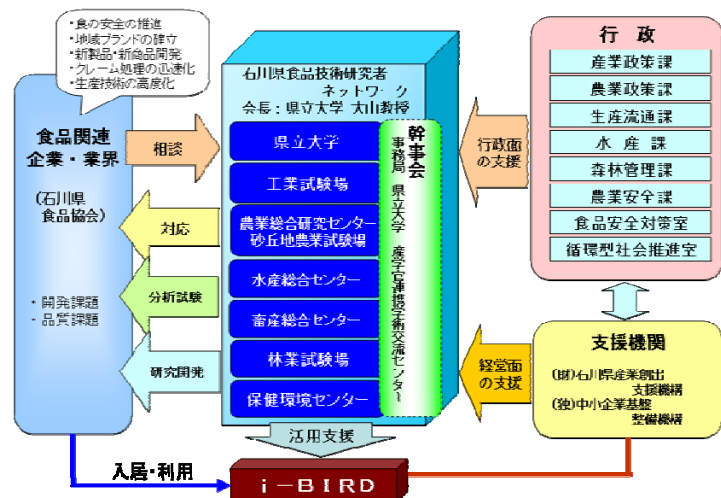 ・食の安全の推進
・地域ブランドの確立
・新製品・新商品開発
・クレーム処理の迅速化
・生産技術の高度化
食品関連
企業・業界
(石川県
食品協会)
・開発課題
・品質課題
相談
対応
分析試験
研究開発
石川県食品技術研究者
ネットワーク
会長：県立大学 大山教授
県立大学
工業試験場
農業総合研究センター
砂丘地農業試験場
水産総合センター
畜産総合センター
林業試験場
保健環境センター
幹事会
事務局 県立大学 産学官連携学術交流センター
行政面
の支援
経営面
の支援
行 政
産業政策課
農業政策課
生産流通課
水 産 課
森林管理課
農業安全課
食品安全対策室
循環型社会推進室
支援機関
(財)石川県産業創出
支援機構
(独)中小企業基盤
整備機構
活用支援
入居・利用
i－BIRD